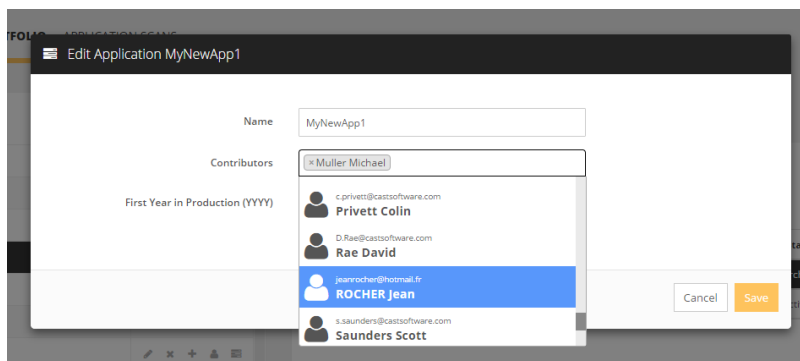 Edit Application MyNewApp1
Name
MyNewApp1
Contributors
× Muller Michael
First Year in Production (YYYY)
c.privett@castsoftware.com
Privett Colin
D.Rae@castsoftware.com
Rae David
jeanrocher@hotmail.fr
ROCHER Jean
s.saunders@castsoftware.com
Saunders Scott
Cancel
Save